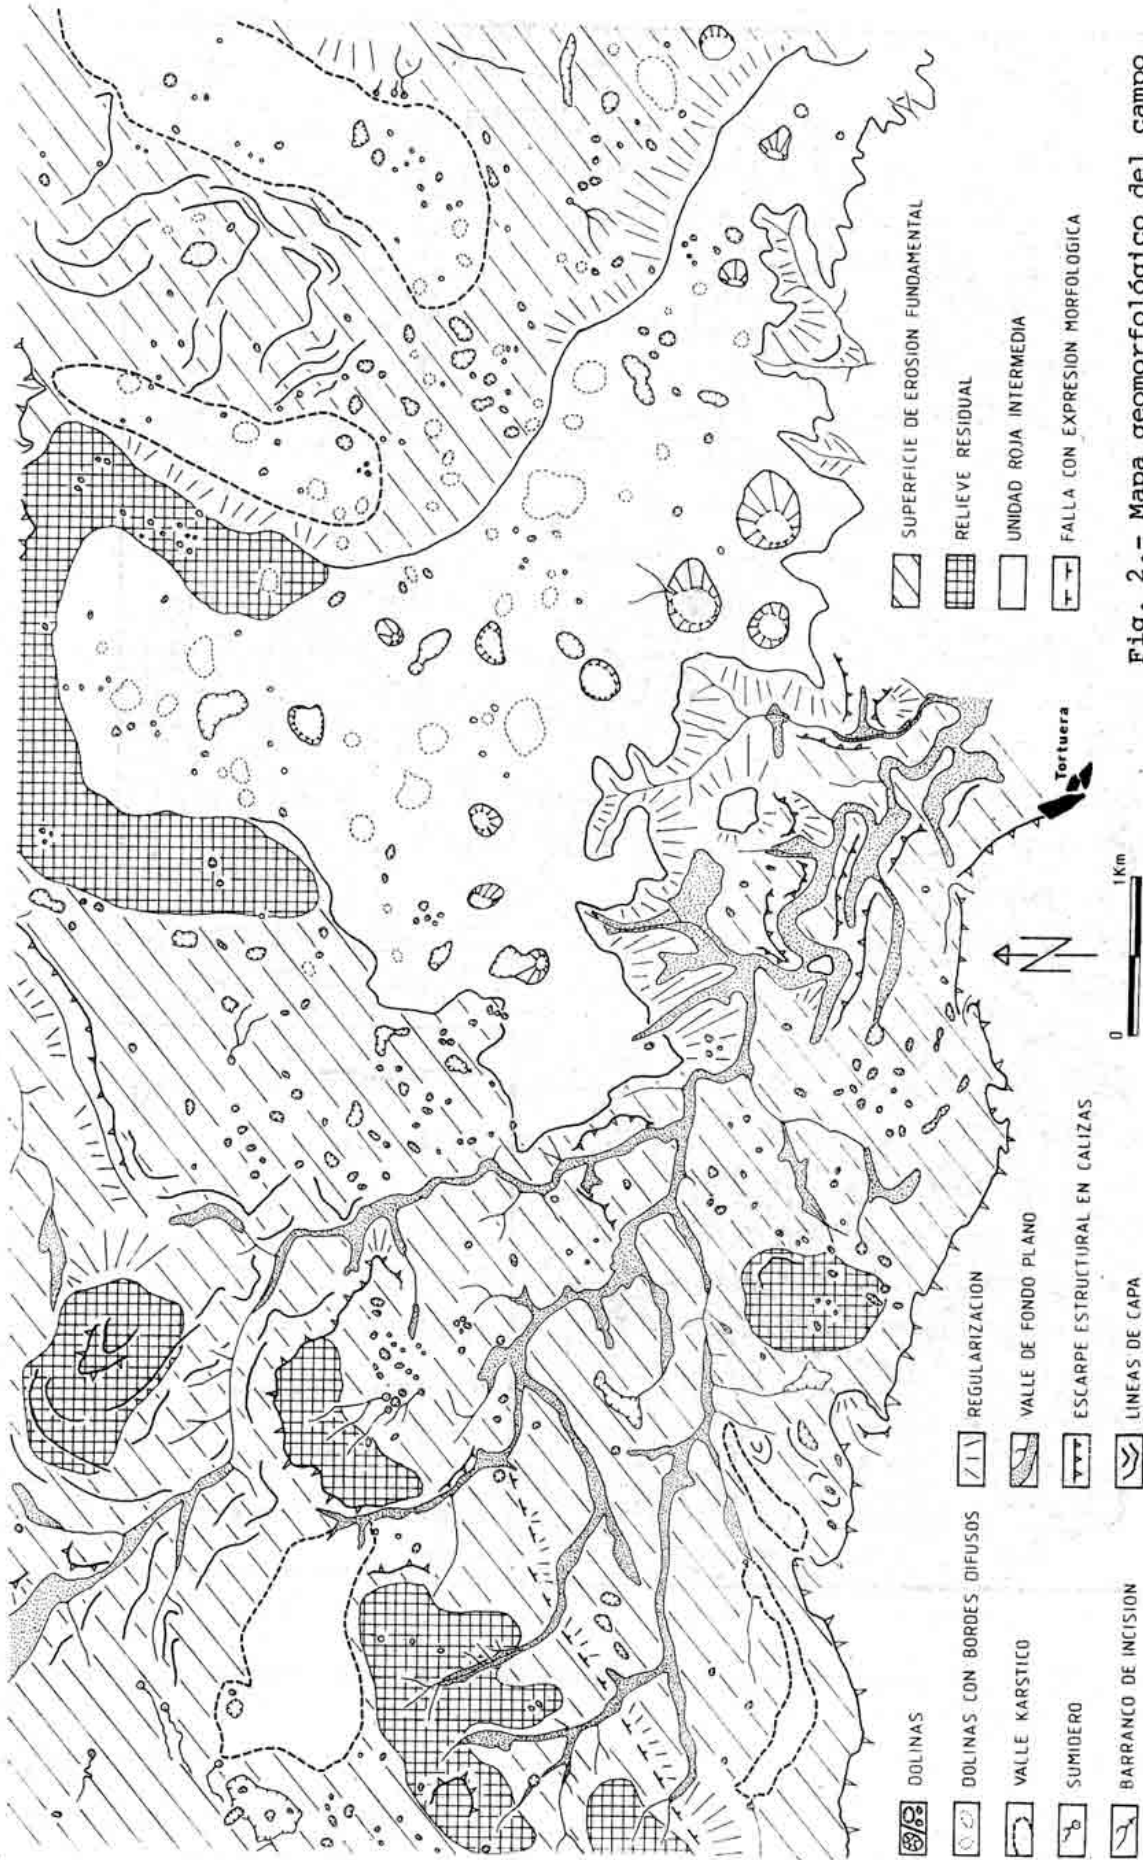 Tortuera
0 1 Km
N
DOLINAS
DOLINAS CON BORDES DIFUSOS
VALLE KARSTICO
SUMIDERO
BARRANCO DE INCISION
REGULARIZACION
VALLE DE FONDO PLANO
ESCARPE ESTRUCTURAL EN CALIZAS
LINEAS DE CAPA
SUPERFICIE DE EROSION FUNDAMENTAL
RELIEVE RESIDUAL
UNIDAD ROJA INTERMEDIA
FALLA CON EXPRESION MORFOLOGICA
Fig. 2.- Mapa geomorfológico del campo